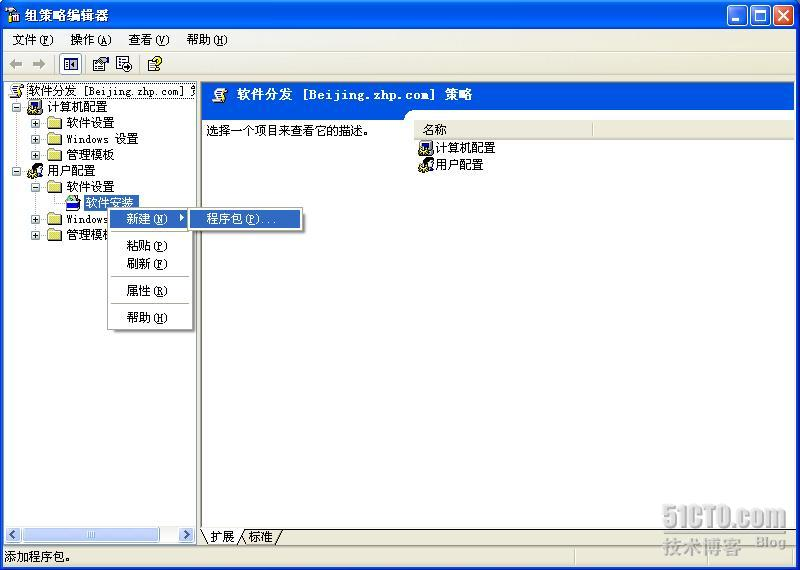 组策略编辑器
文件(F) 操作(A) 查看(V) 帮助(H)
软件分发 [Beijing.zhp.com]
计算机配置
软件设置
Windows 设置
管理模板
用户配置
软件设置
软件安装
Windows
管理模
新建(N)
程序包(P)...
粘贴(P)
刷新(F)
属性(R)
帮助(H)
软件分发 [Beijing.zhp.com] 策略
选择一个项目来查看它的描述。
名称
计算机配置
用户配置
扩展 标准
添加程序包。
51CTO.com
技术博客 Blog